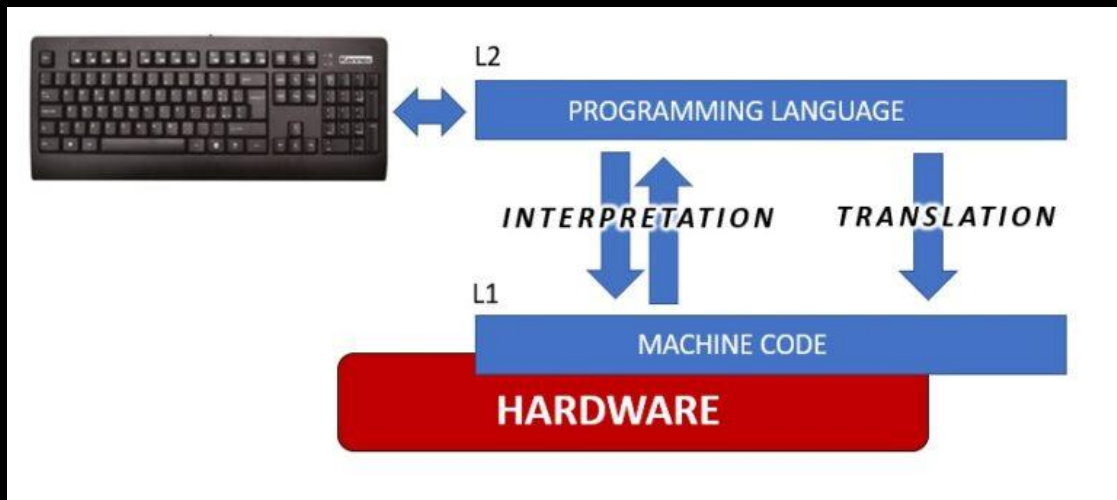 L2
PROGRAMMING LANGUAGE
INTERPRETATION
TRANSLATION
L1
MACHINE CODE
HARDWARE